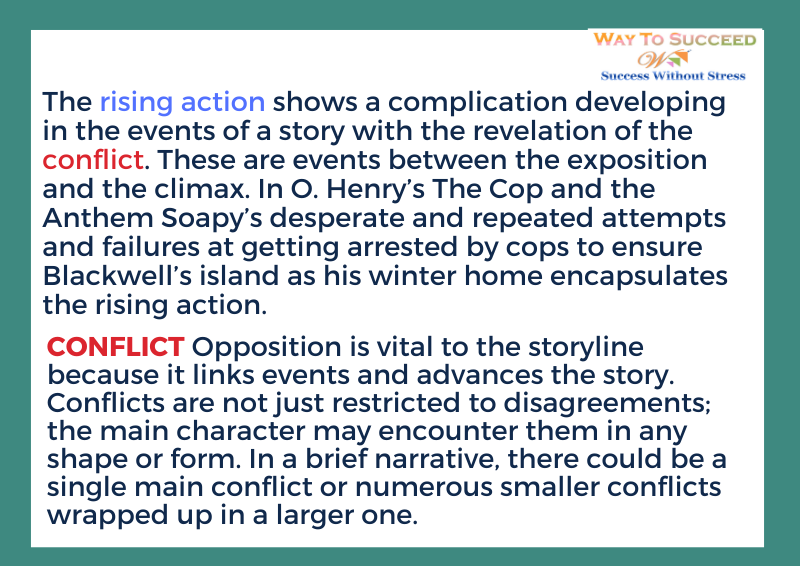 WAY TO SUCCEED
W
Success Without Stress
The rising action shows a complication developing
in the events of a story with the revelation of the
conflict. These are events between the exposition
and the climax. In O. Henry’s The Cop and the
Anthem Soapy’s desperate and repeated attempts
and failures at getting arrested by cops to ensure
Blackwell’s island as his winter home encapsulates
the rising action.
CONFLICT Opposition is vital to the storyline
because it links events and advances the story.
Conflicts are not just restricted to disagreements;
the main character may encounter them in any
shape or form. In a brief narrative, there could be a
single main conflict or numerous smaller conflicts
wrapped up in a larger one.